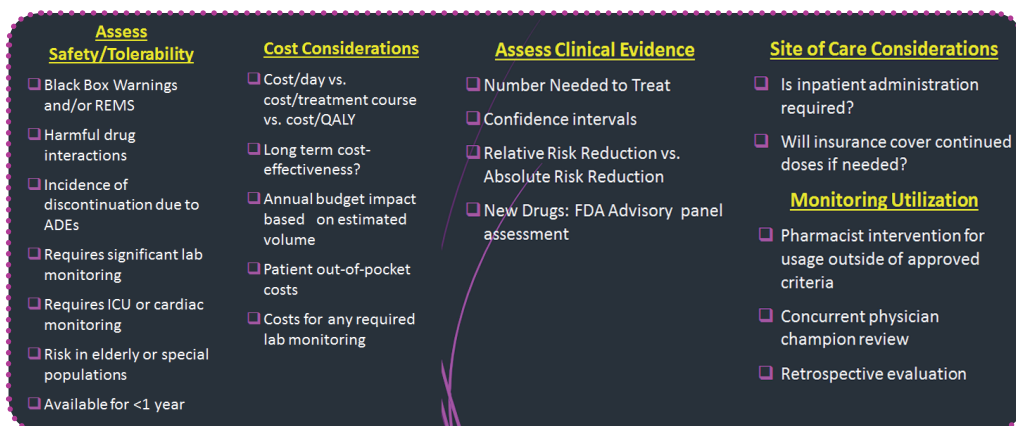 Assess
Safety/Tolerability
Black Box Warnings
and/or REMS
Harmful drug
interactions
Incidence of
discontinuation due to
ADEs
Requires significant lab
monitoring
Requires ICU or cardiac
monitoring
Risk in elderly or special
populations
Available for <1 year
Cost Considerations
Cost/day vs.
cost/treatment course
vs. cost/QALY
Long term cost-
effectiveness?
Annual budget impact
based on estimated
volume
Patient out-of-pocket
costs
Costs for any required
lab monitoring
Assess Clinical Evidence
Number Needed to Treat
Confidence intervals
Relative Risk Reduction vs.
Absolute Risk Reduction
New Drugs: FDA Advisory panel
assessment
Site of Care Considerations
Is inpatient administration
required?
Will insurance cover continued
doses if needed?
Monitoring Utilization
Pharmacist intervention for
usage outside of approved
criteria
Concurrent physician
champion review
Retrospective evaluation